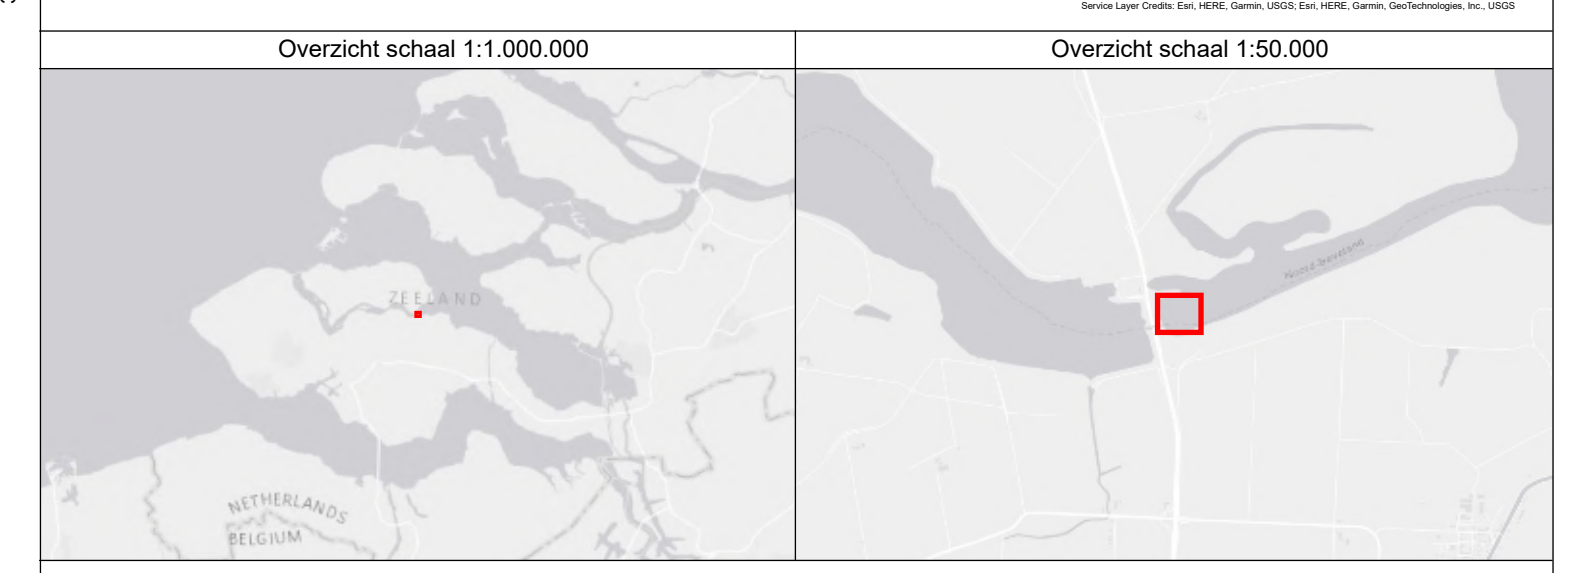 Service Layer Credits: Esri, HERE, Garmin, USGS; Esri, HERE, Garmin, GeoTechnologies, Inc., USGS
Overzicht schaal 1:1.000.000
Overzicht schaal 1:50.000
ZEELAND
NETHERLANDS
BELGIUM
Noord-Beveland